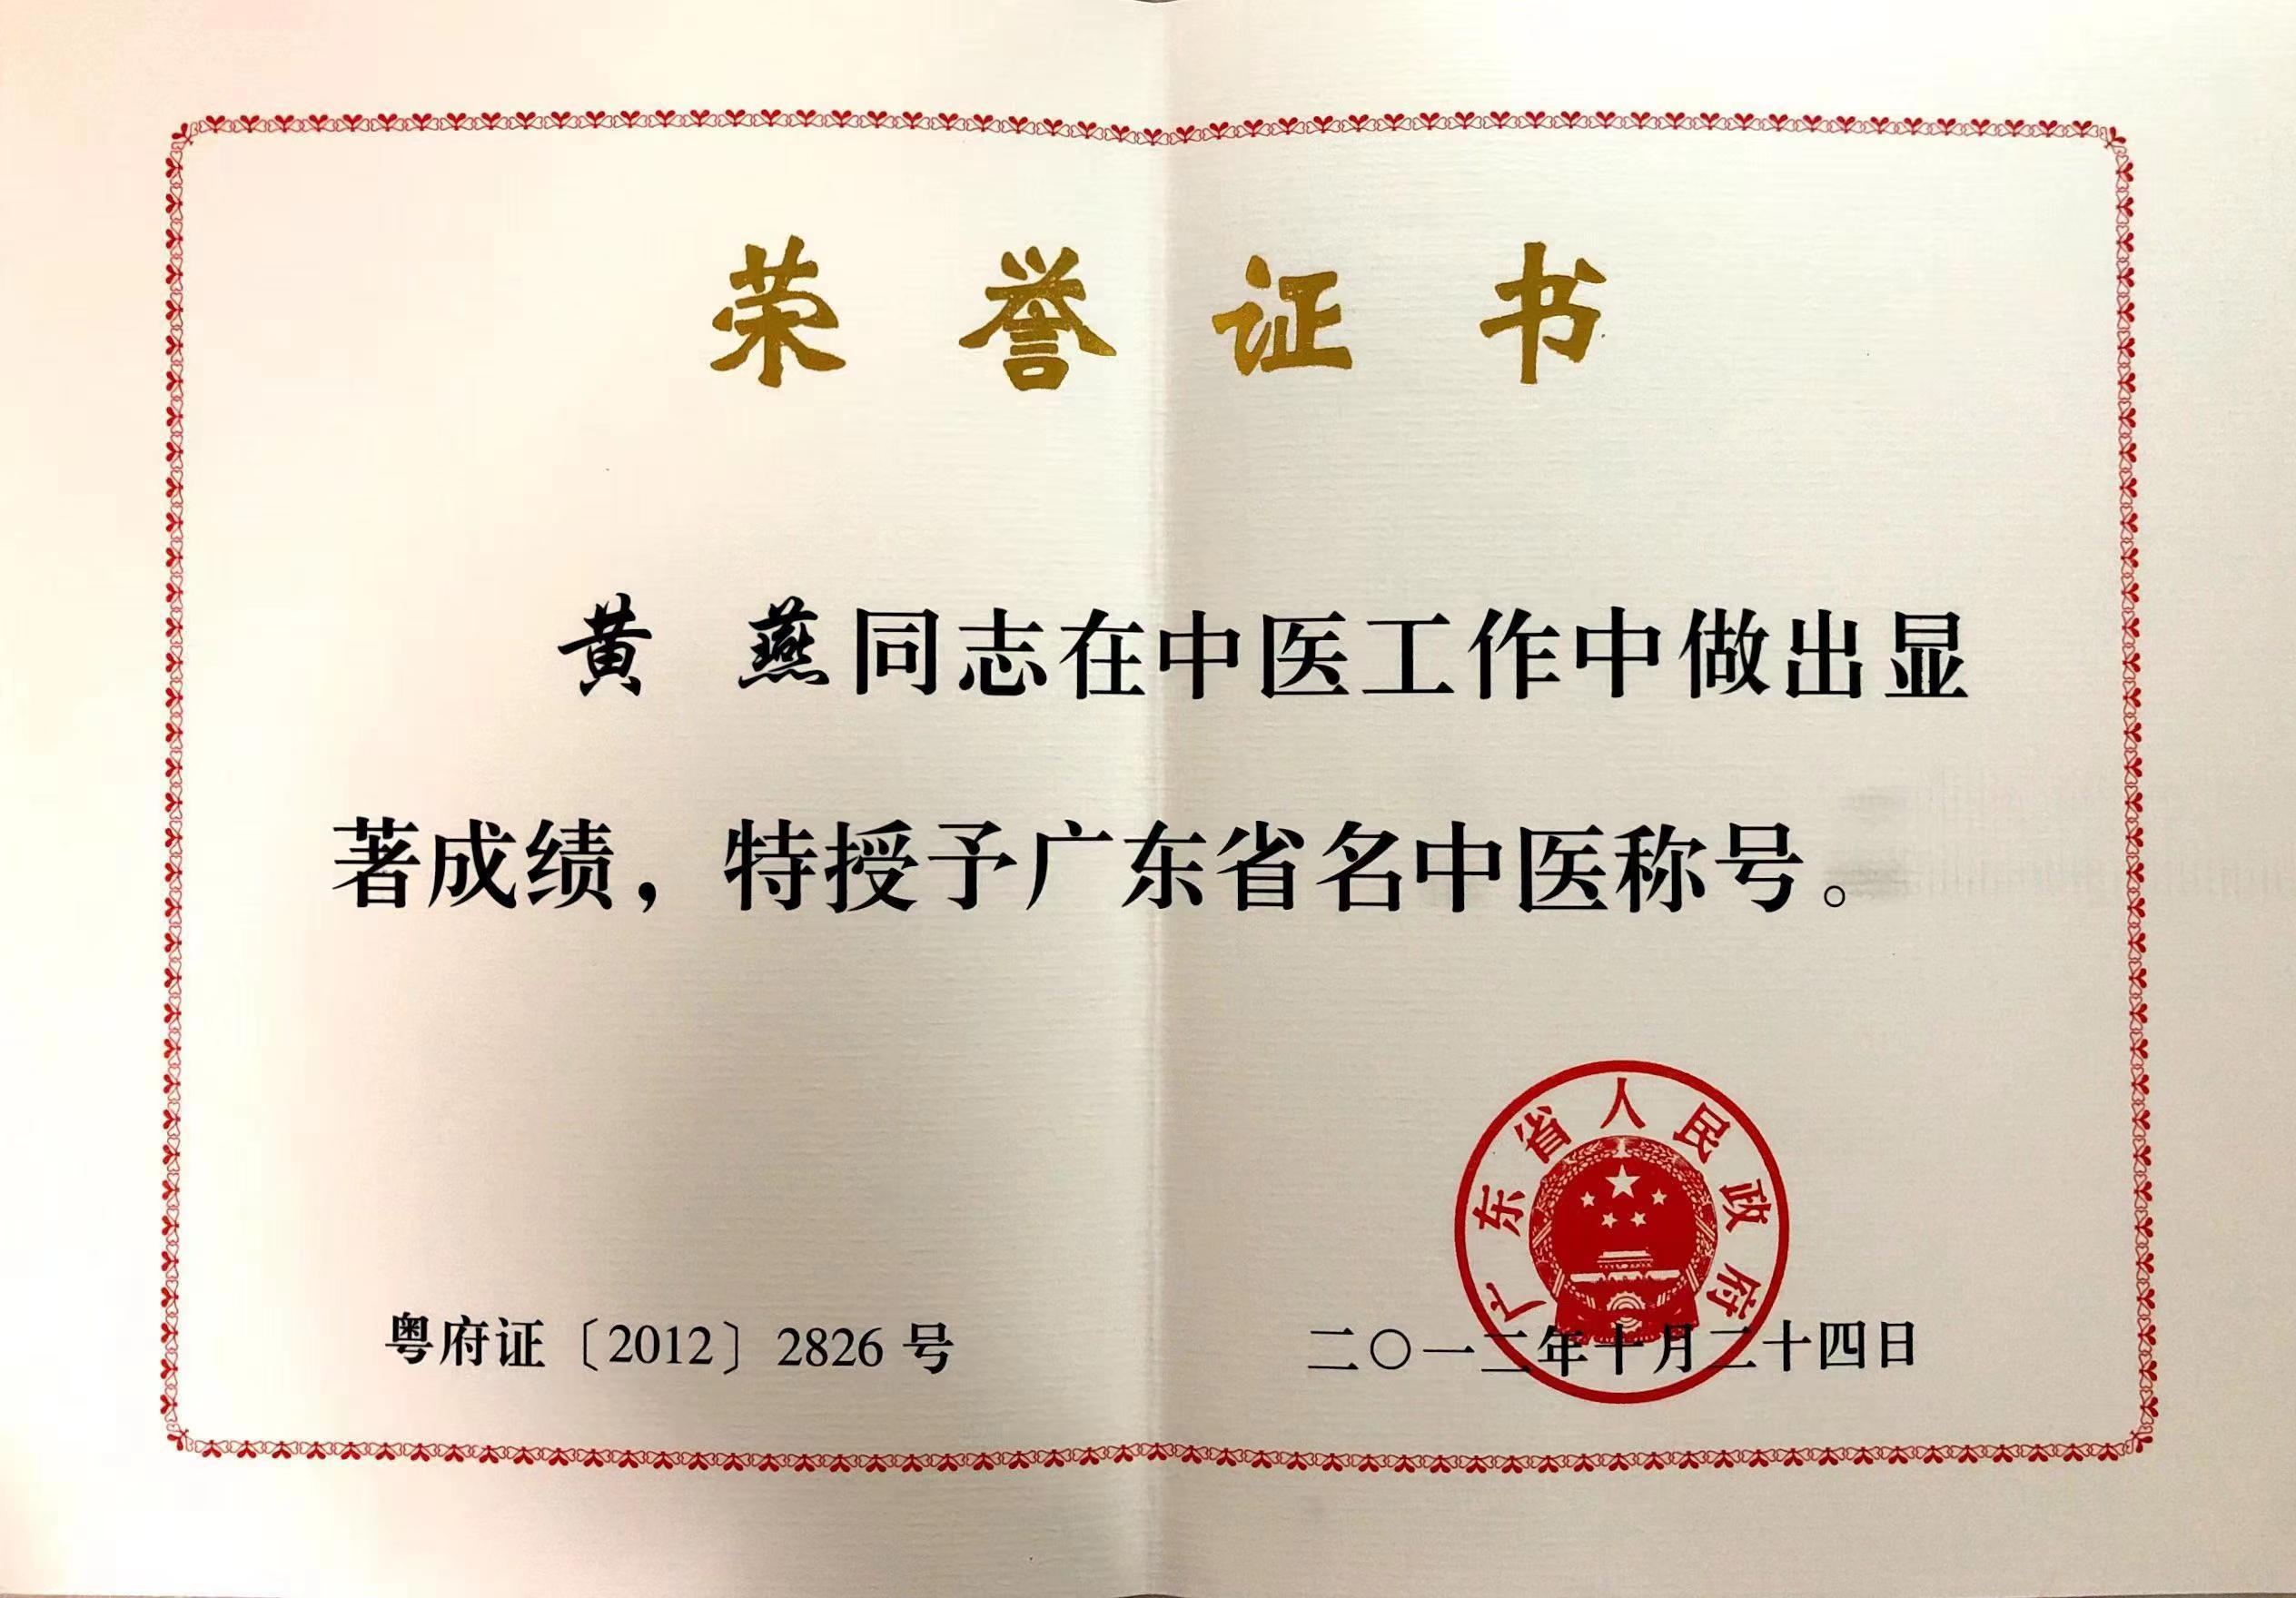 荣誉证书
黄 燕同志在中医工作中做出显
著成绩，特授予广东省名中医称号。
广东省人民政府
粤府证〔2012〕2826号
二〇一二年十月二十四日